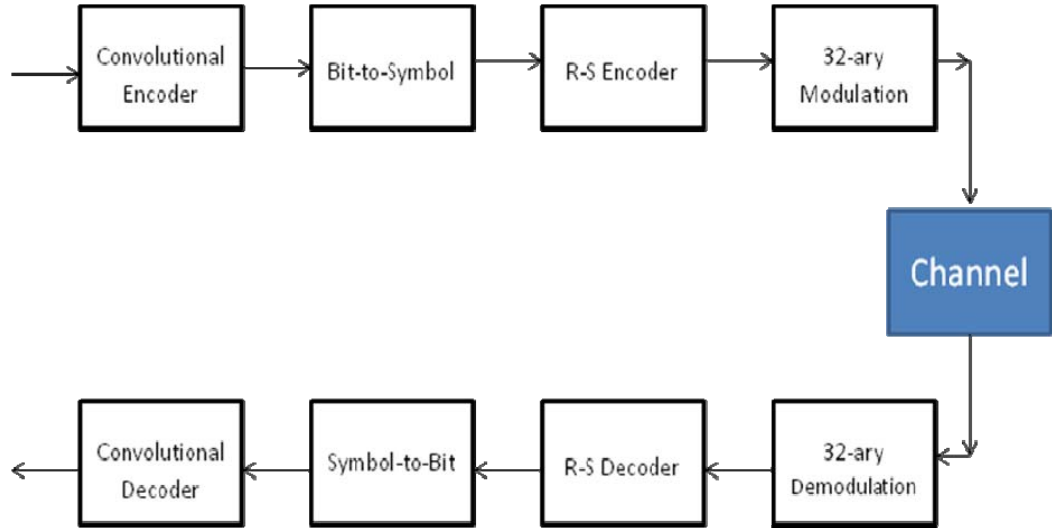 Convolutional
Encoder
Bit-to-Symbol
R-S Encoder
32-ary
Modulation
Channel
Convolutional
Decoder
Symbol-to-Bit
R-S Decoder
32-ary
Demodulation